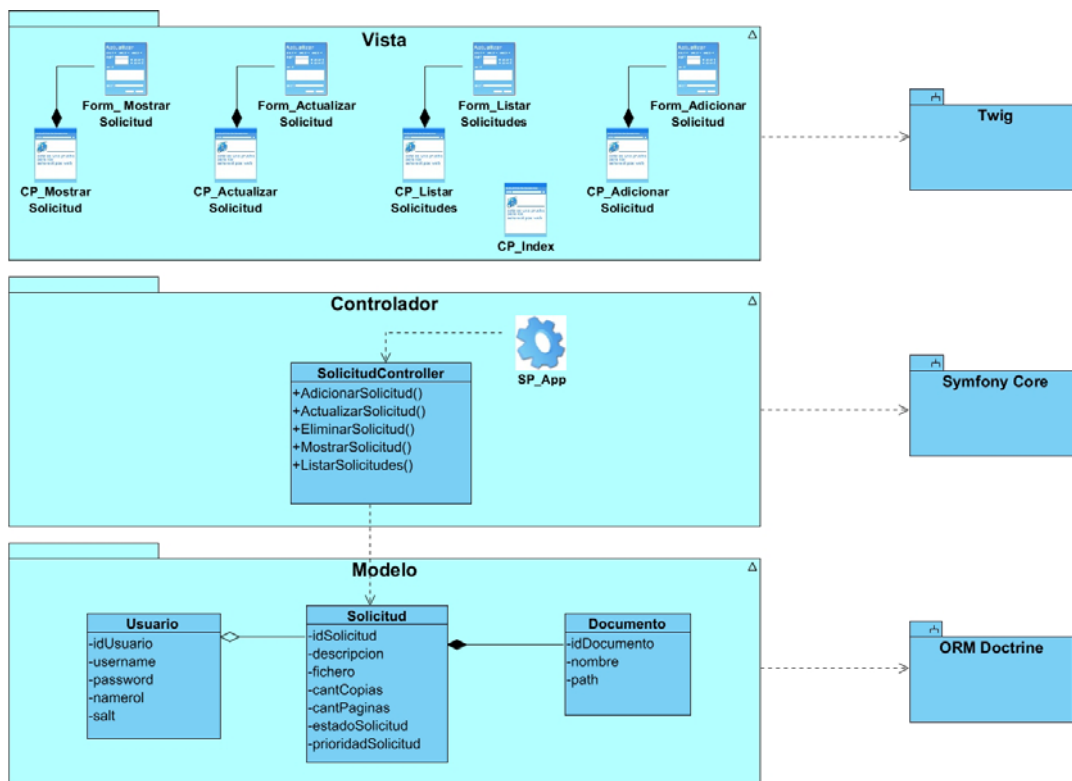 Vista
Form_ Mostrar
Solicitud
Form_Actualizar
Solicitud
Form_Listar
Solicitudes
Form_Adicionar
Solicitud
CP_Mostrar
Solicitud
CP_Actualizar
Solicitud
CP_Listar
Solicitudes
CP_Adicionar
Solicitud
CP_Index
Twig
Controlador
SP_App
SolicitudController
+AdicionarSolicitud()
+ActualizarSolicitud()
+EliminarSolicitud()
+MostrarSolicitud()
+ListarSolicitudes()
Symfony Core
Modelo
Usuario
-idUsuario
-username
-password
-namerol
-salt
Solicitud
-idSolicitud
-descripcion
-fichero
-cantCopias
-cantPaginas
-estadoSolicitud
-prioridadSolicitud
Documento
-idDocumento
-nombre
-path
ORM Doctrine